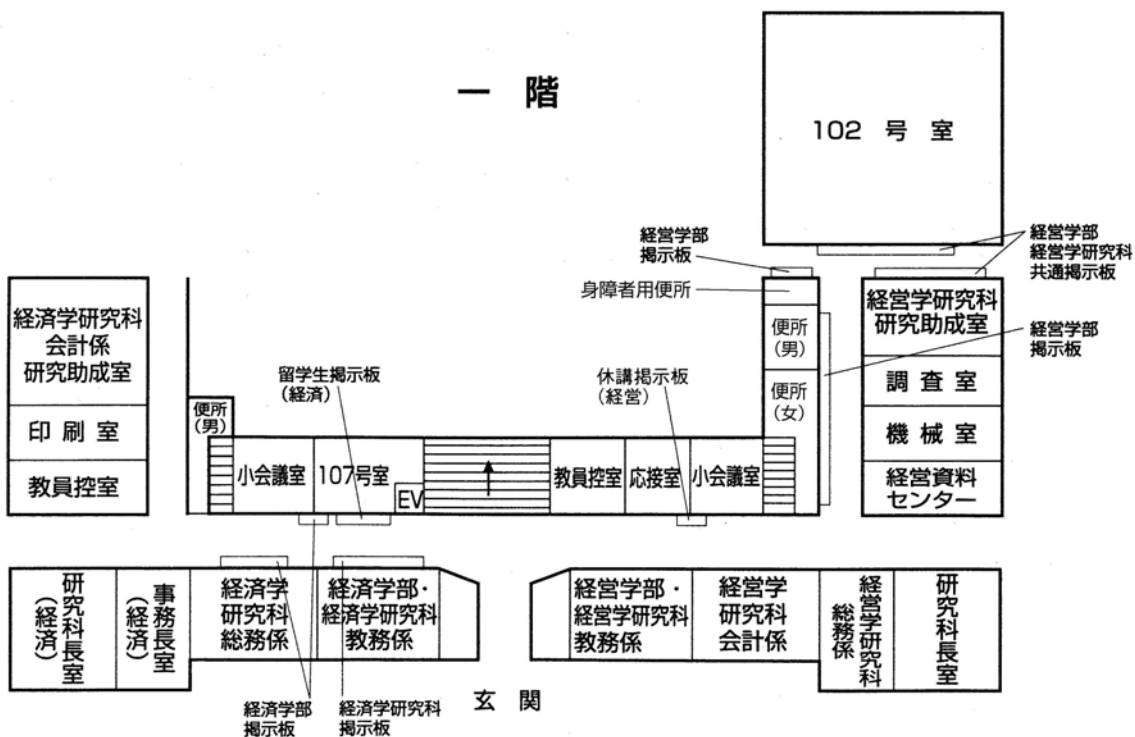 一 階
102 号 室
経営学部
掲示板
経営学部
経営学研究科
共通掲示板
身障者用便所
経済学研究科
会計係
研究助成室
経営学研究科
研究助成室
便所
(男)
経営学部
掲示板
留学生掲示板
(経済)
休講掲示板
(経営)
調 査 室
便所
(女)
便所
(男)
印 刷 室
機 械 室
小会議室
107号室
EV
教員控室
応接室
小会議室
教員控室
経営資料
センター
研究科長室
(経済)
事務長室
(経済)
経済学
研究科
総務係
経済学部・
経済学研究科
教務係
経営学部・
経営学研究科
教務係
経営学
研究科
会計係
経営学研究科
総務係
研究科長室
玄 関
経済学部
掲示板
経済学研究科
掲示板